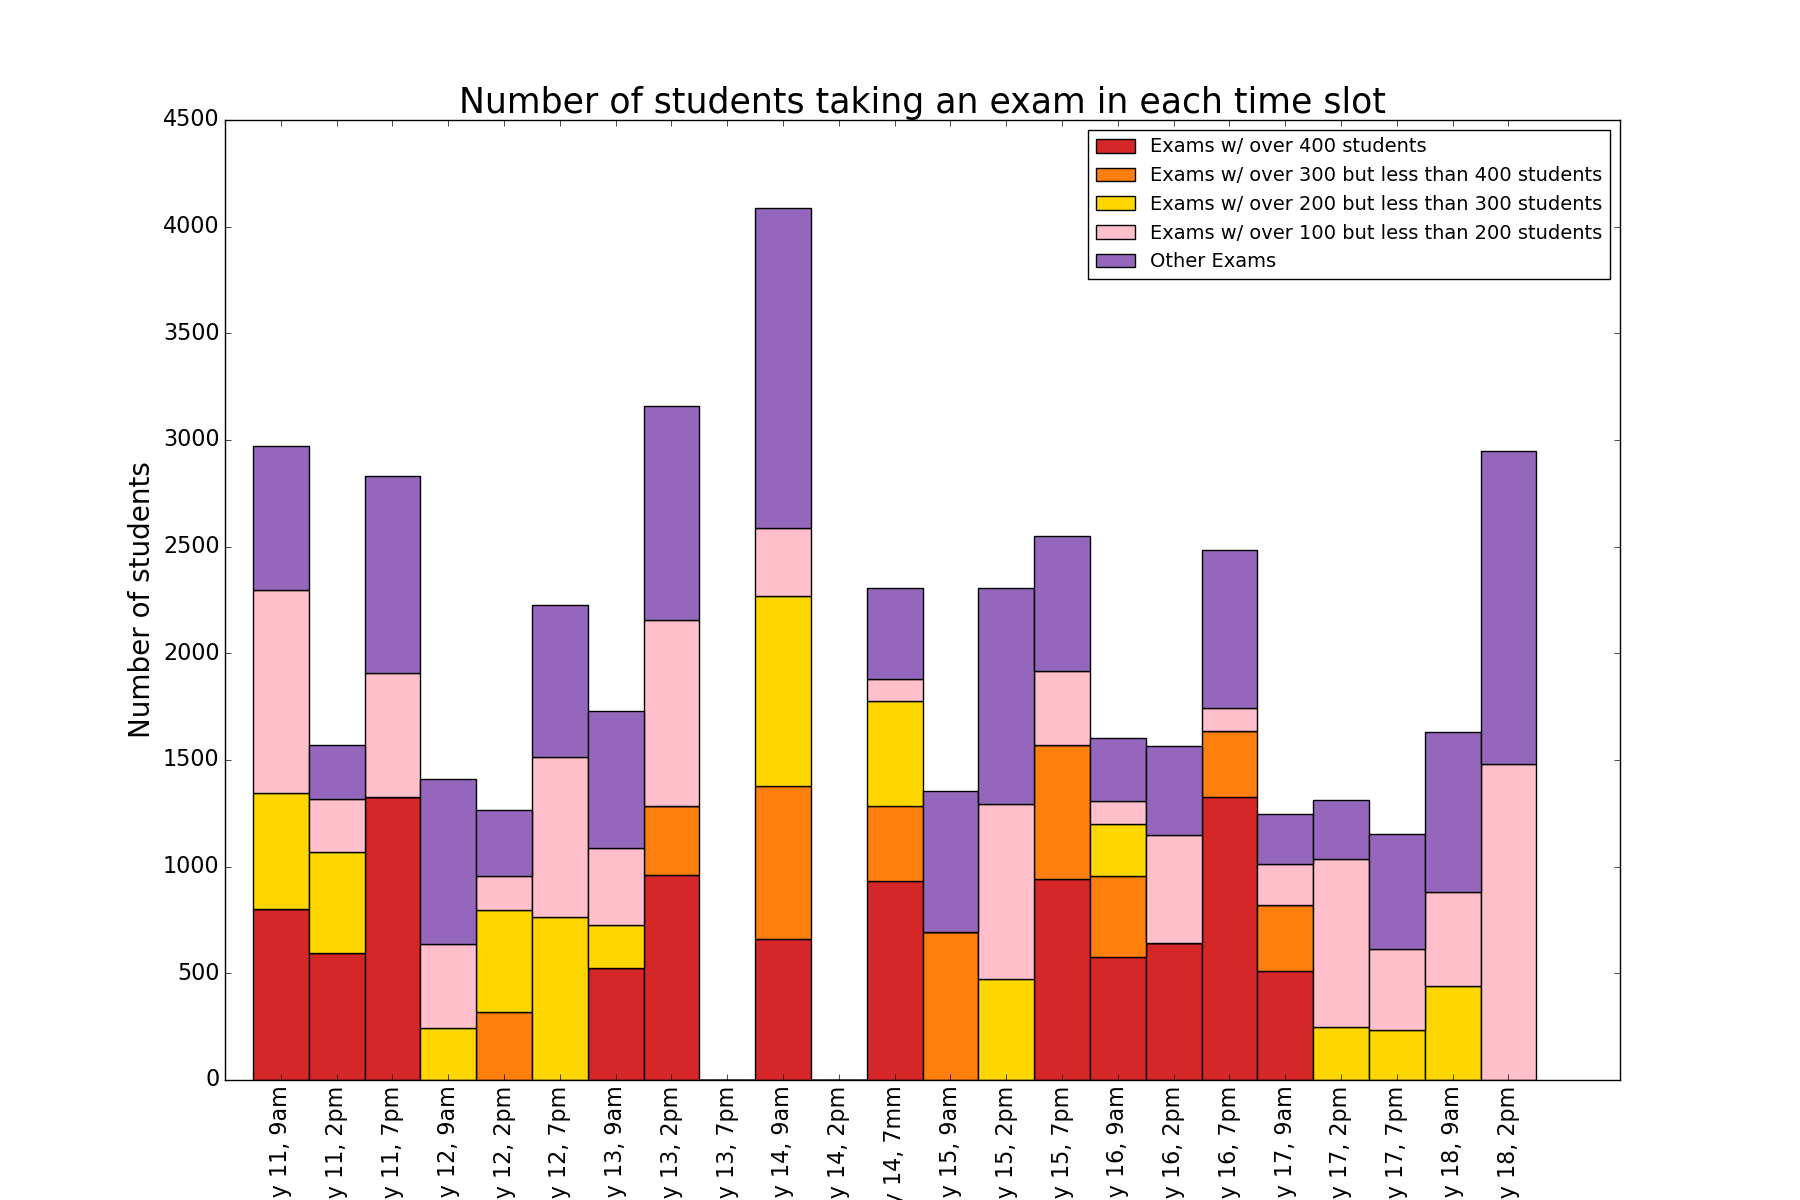 Number of students taking an exam in each time slot
Number of students
4500
4000
3500
3000
2500
2000
1500
1000
500
0
Exams w/ over 400 students
Exams w/ over 300 but less than 400 students
Exams w/ over 200 but less than 300 students
Exams w/ over 100 but less than 200 students
Other Exams
y 11, 9am
y 11, 2pm
y 11, 7pm
y 12, 9am
y 12, 2pm
y 12, 7pm
y 13, 9am
y 13, 2pm
y 13, 7pm
y 14, 9am
y 14, 2pm
y 14, 7mm
y 15, 9am
y 15, 2pm
y 15, 7pm
y 16, 9am
y 16, 2pm
y 16, 7pm
y 17, 9am
y 17, 2pm
y 17, 7pm
y 18, 9am
y 18, 2pm